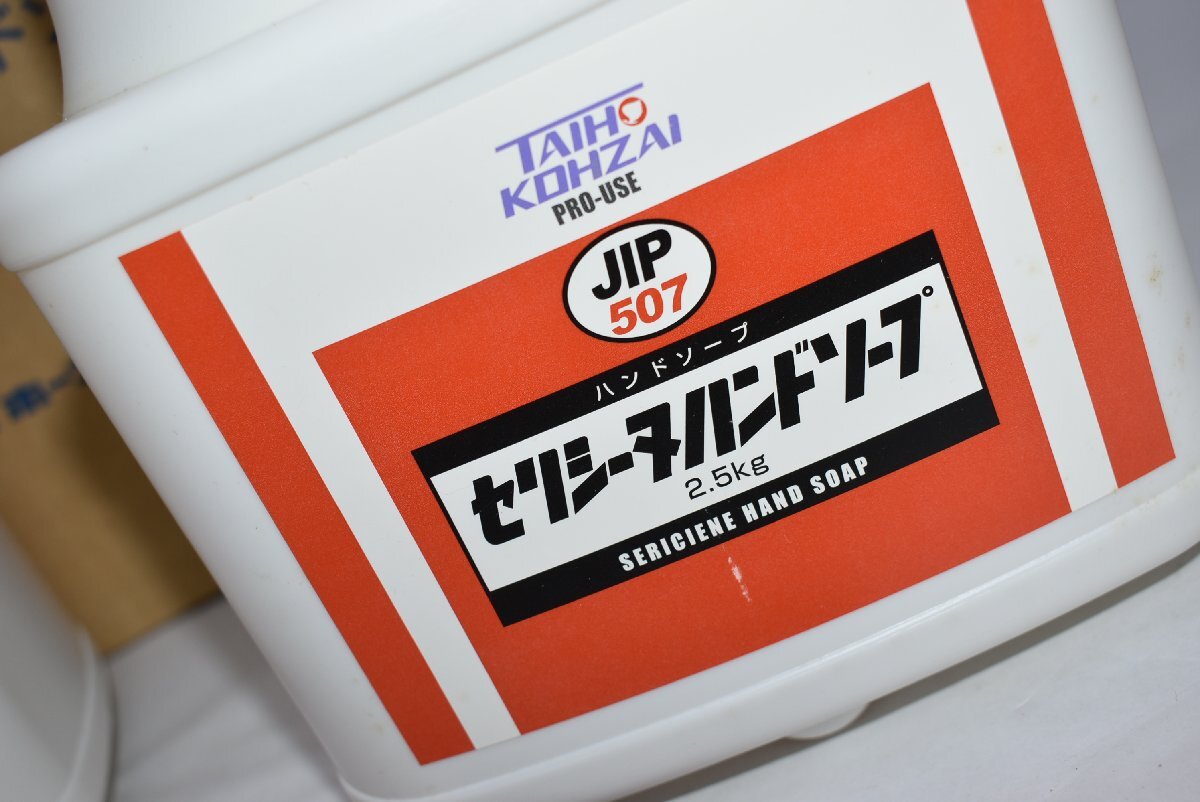 TAIHO
KOHZAI
PRO-USE
JIP
507
ハンドソープ
セリシーヌハンドソープ
2.5kg
SERICIENE HAND SOAP